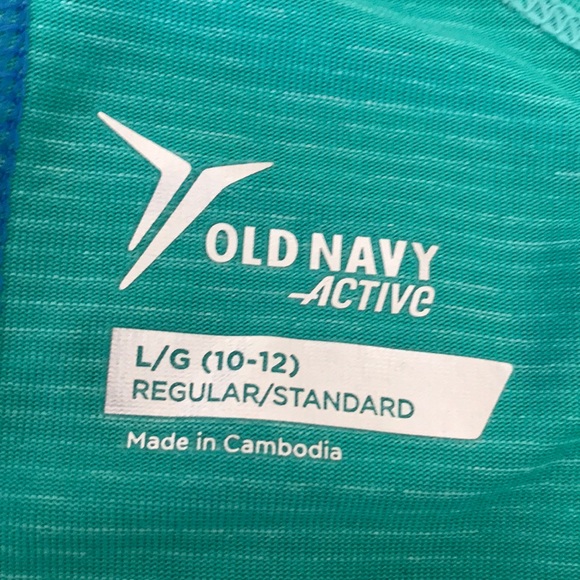 OLD NAVY
ACTIVE
L/G (10-12)
REGULAR/STANDARD
Made in Cambodia